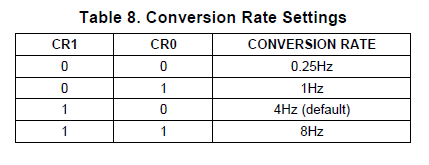 Table 8. Conversion Rate Settings
CR1 CR0 CONVERSION RATE
0 0 0.25Hz
0 1 1Hz
1 0 4Hz (default)
1 1 8Hz